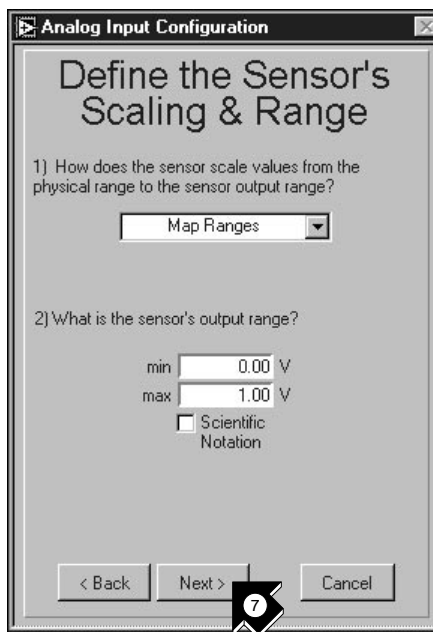 Analog Input Configuration
Define the Sensor's
Scaling & Range
1) How does the sensor scale values from the
physical range to the sensor output range?
Map Ranges
2) What is the sensor's output range?
min 0.00 V
max 1.00 V
Scientific
Notation
< Back Next > Cancel
7